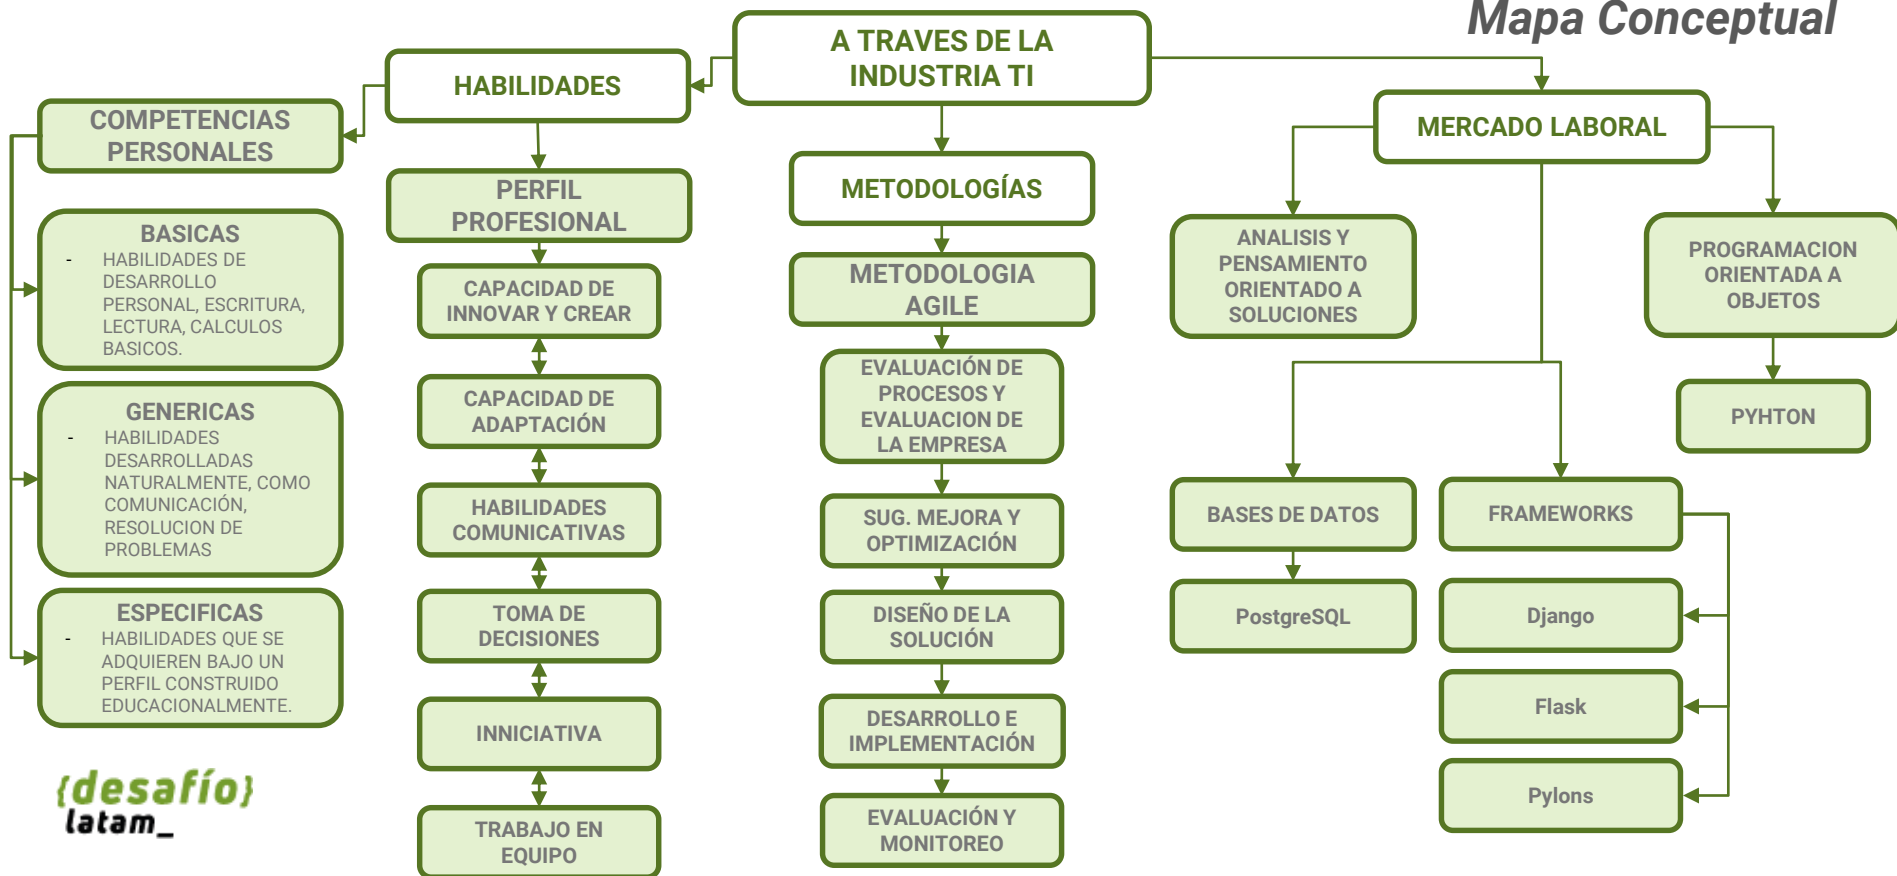 Mapa Conceptual
A TRAVES DE LA
INDUSTRIA TI
HABILIDADES
COMPETENCIAS
PERSONALES
BASICAS
- HABILIDADES DE
DESARROLLO
PERSONAL, ESCRITURA,
LECTURA, CALCULOS
BASICOS.
GENERICAS
- HABILIDADES
DESARROLLADAS
NATURALMENTE, COMO
COMUNICACIÓN,
RESOLUCION DE
PROBLEMAS
ESPECIFICAS
- HABILIDADES QUE SE
ADQUIEREN BAJO UN
PERFIL CONSTRUIDO
EDUCACIONALMENTE.
PERFIL
PROFESIONAL
CAPACIDAD DE
INNOVAR Y CREAR
CAPACIDAD DE
ADAPTACIÓN
HABILIDADES
COMUNICATIVAS
TOMA DE
DECISIONES
INNICIATIVA
TRABAJO EN
EQUIPO
METODOLOGÍAS
METODOLOGIA
AGILE
EVALUACIÓN DE
PROCESOS Y
EVALUACION DE
LA EMPRESA
SUG. MEJORA Y
OPTIMIZACIÓN
DISEÑO DE LA
SOLUCIÓN
DESARROLLO E
IMPLEMENTACIÓN
EVALUACIÓN Y
MONITOREO
MERCADO LABORAL
ANALISIS Y
PENSAMIENTO
ORIENTADO A
SOLUCIONES
BASES DE DATOS
PostgreSQL
FRAMEWORKS
Django
Flask
Pylons
PROGRAMACION
ORIENTADA A
OBJETOS
PYHTON
{desafío}
latam_